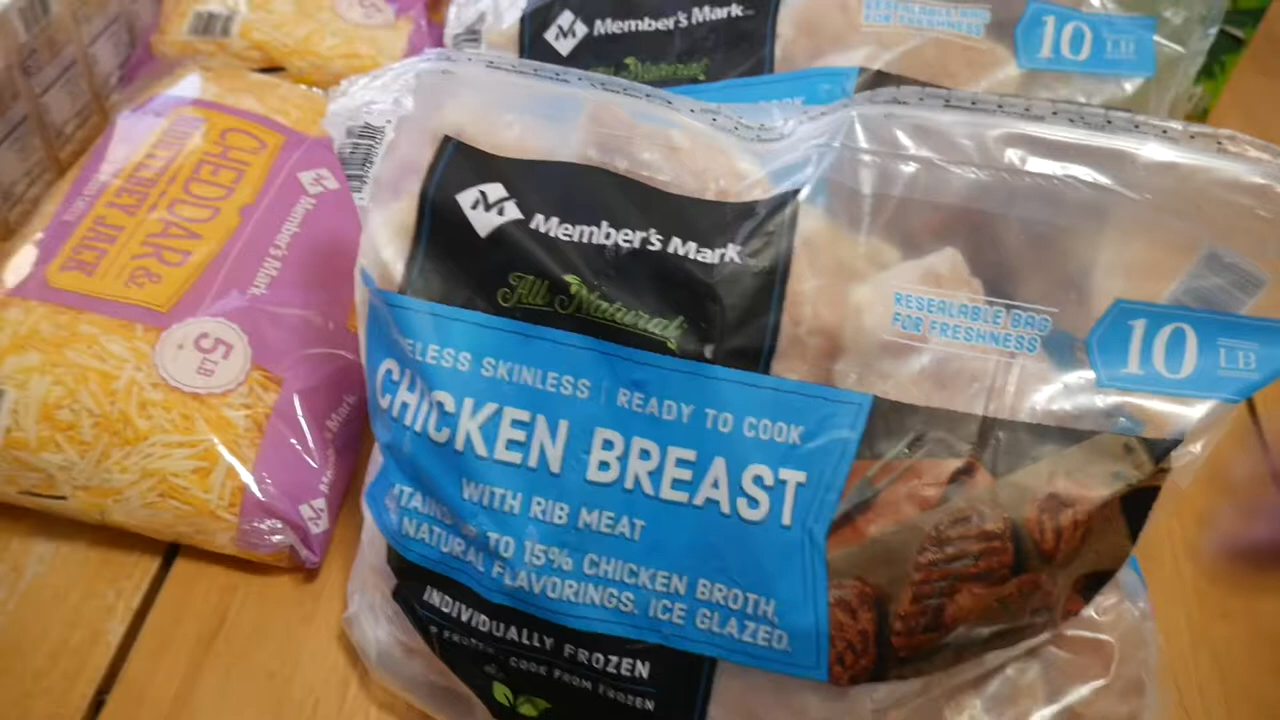 Member's Mark
All Natural
RESEALABLE BAG
FOR FRESHNESS
10 LB
CHEDDAR &
MONTEREY JACK
Member's Mark.
5 LB
Member's Mark.
Member's Mark
All Natural
RESEALABLE BAG
FOR FRESHNESS
10 LB
SKINLESS | READY TO COOK
CHICKEN BREAST
WITH RIB MEAT
TO 15% CHICKEN BROTH,
NATURAL FLAVORINGS. ICE GLAZED.
INDIVIDUALLY FROZEN
COOK FROM FROZEN